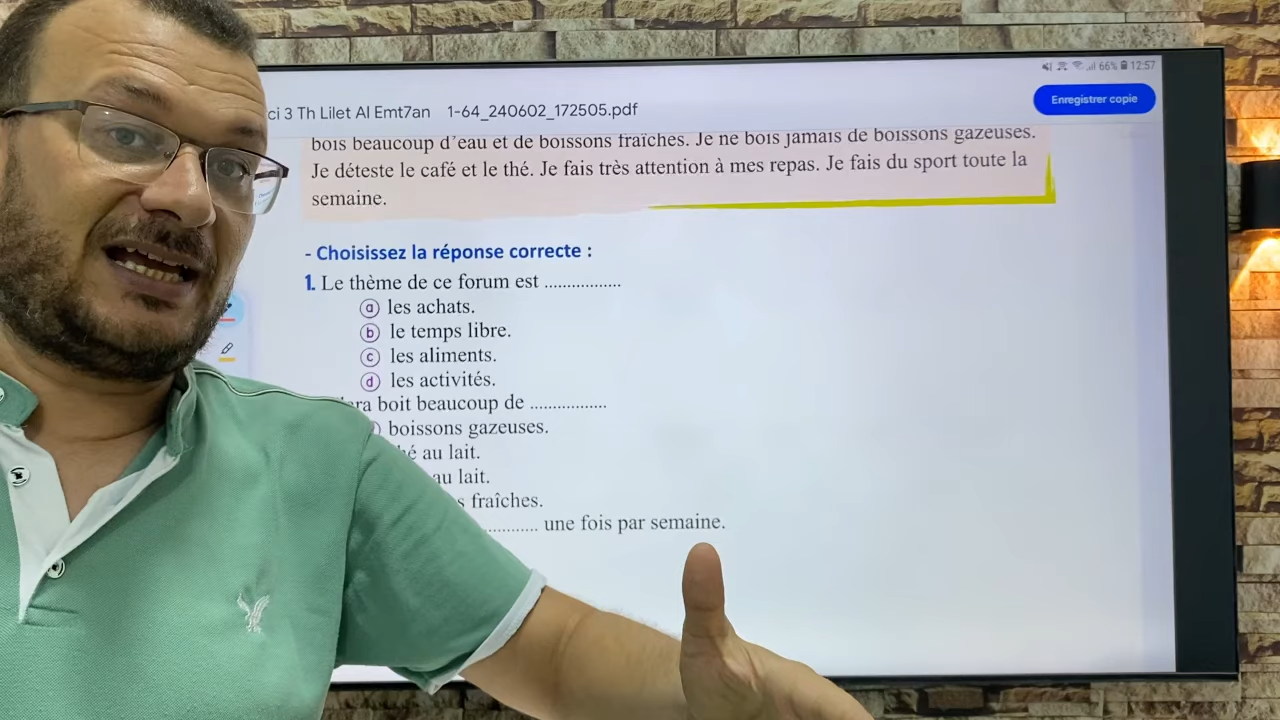 66% 12:57
ci 3 Th Lilet Al Emt7an 1-64_240602_172505.pdf
Enregistrer copie
bois beaucoup d'eau et de boissons fraîches. Je ne bois jamais de boissons gazeuses.
Je déteste le café et le thé. Je fais très attention à mes repas. Je fais du sport toute la
semaine.
- Choisissez la réponse correcte :
1. Le thème de ce forum est .................
a les achats.
b le temps libre.
c les aliments.
d les activités.
ra boit beaucoup de .................
boissons gazeuses.
hé au lait.
au lait.
s fraîches.
............ une fois par semaine.